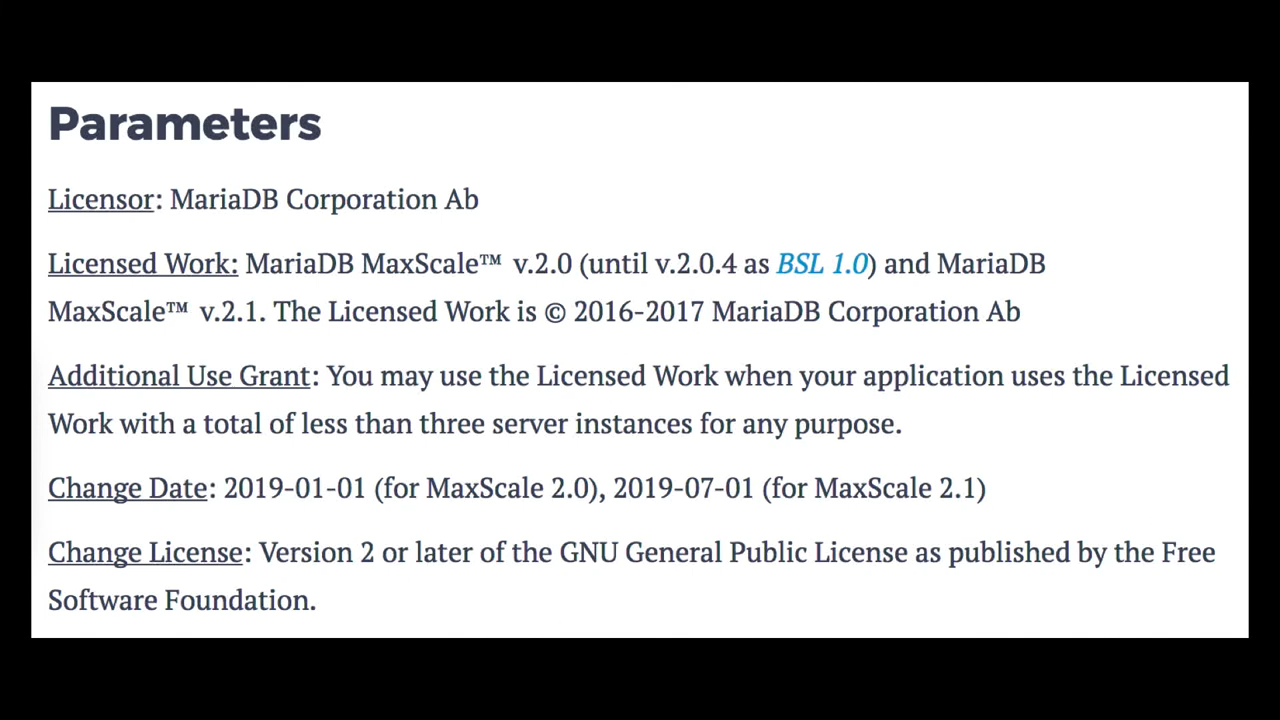 Parameters
Licensor: MariaDB Corporation Ab
Licensed Work: MariaDB MaxScale™ v.2.0 (until v.2.0.4 as BSL 1.0) and MariaDB
MaxScale™ v.2.1. The Licensed Work is © 2016-2017 MariaDB Corporation Ab
Additional Use Grant: You may use the Licensed Work when your application uses the Licensed
Work with a total of less than three server instances for any purpose.
Change Date: 2019-01-01 (for MaxScale 2.0), 2019-07-01 (for MaxScale 2.1)
Change License: Version 2 or later of the GNU General Public License as published by the Free
Software Foundation.